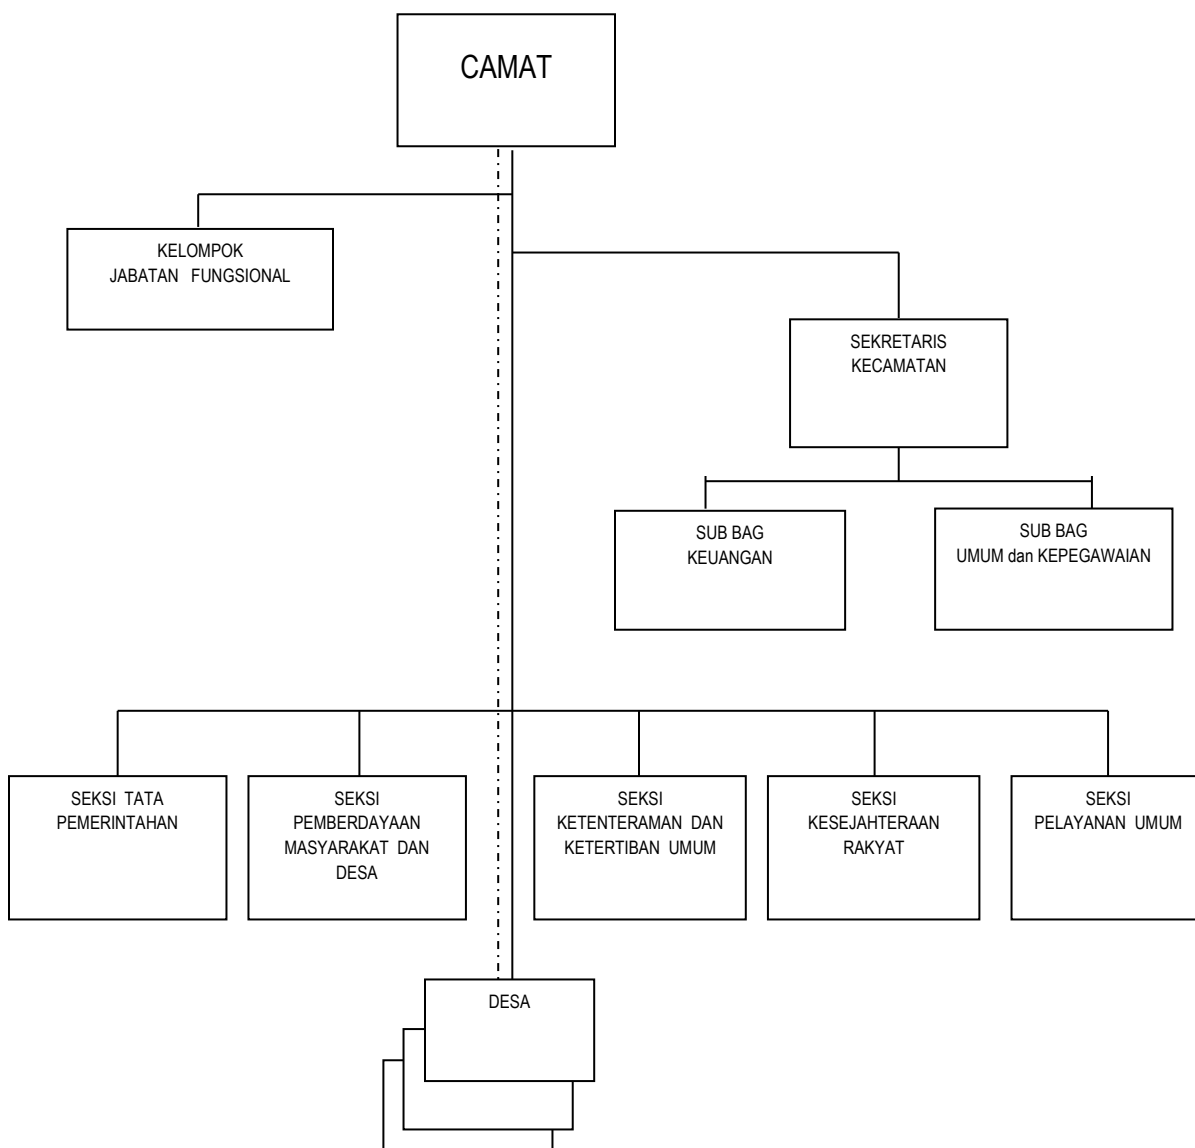 CAMAT
KELOMPOK
JABATAN FUNGSIONAL
SEKRETARIS
KECAMATAN
SUB BAG
KEUANGAN
SUB BAG
UMUM dan KEPEGAWAIAN
SEKSI TATA
PEMERINTAHAN
SEKSI
PEMBERDAYAAN
MASYARAKAT DAN
DESA
SEKSI
KETENTERAMAN DAN
KETERTIBAN UMUM
SEKSI
KESEJAHTERAAN
RAKYAT
SEKSI
PELAYANAN UMUM
DESA